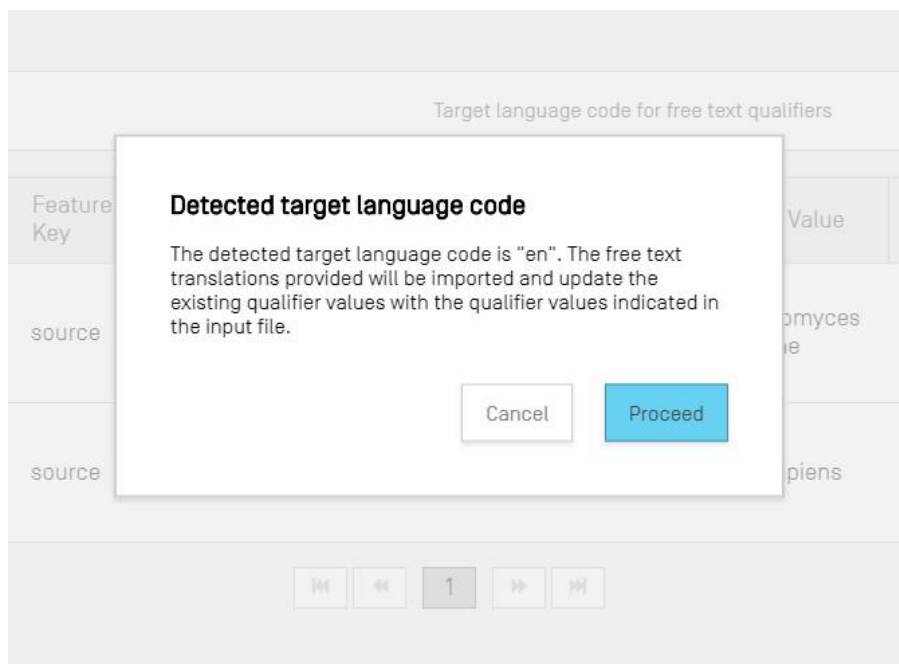 Target language code for free text qualifiers
Feature
Key
Value
Detected target language code
The detected target language code is "en". The free text
translations provided will be imported and update the
existing qualifier values with the qualifier values indicated in
the input file.
source
Cancel
Proceed
source
1